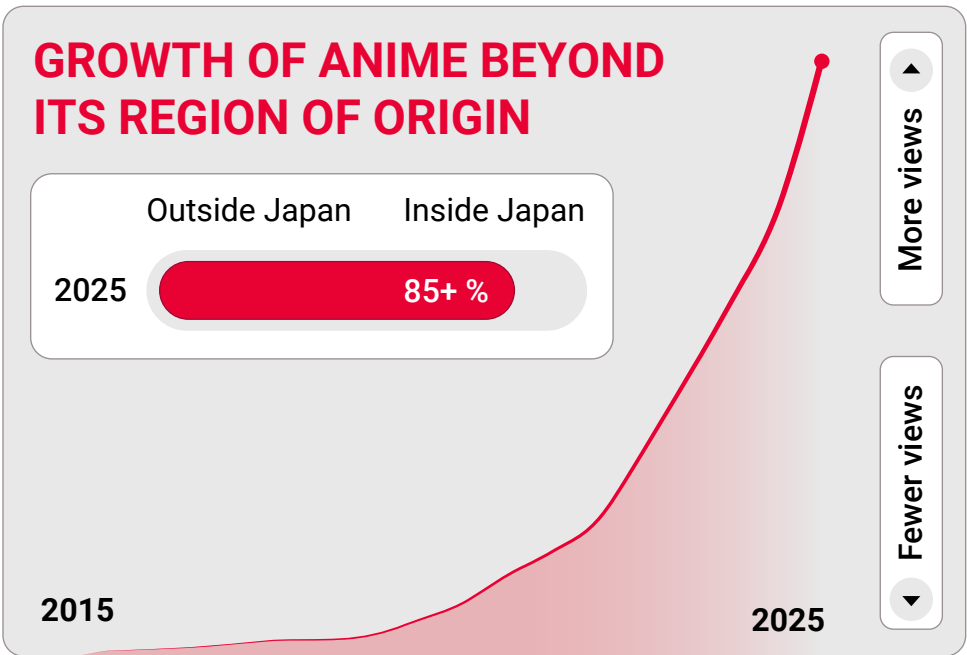 GROWTH OF ANIME BEYOND
ITS REGION OF ORIGIN
Outside Japan
Inside Japan
2025
85+ %
More views
Fewer views
2015
2025